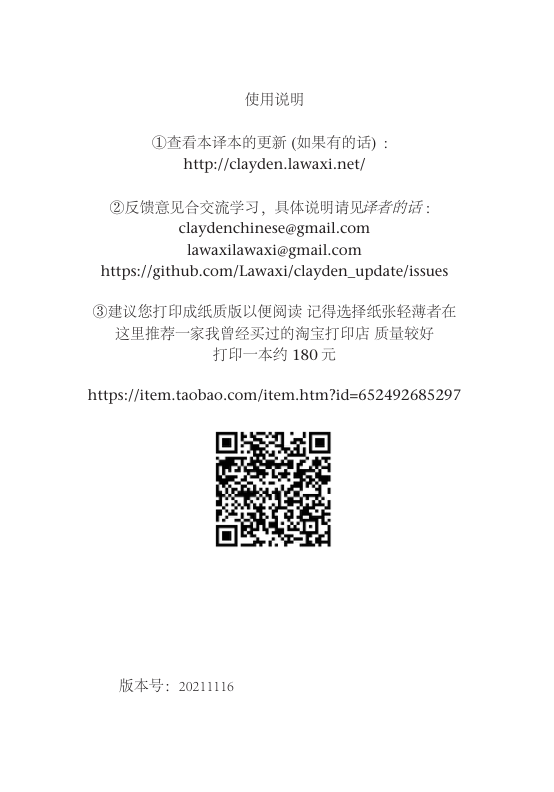 使用说明
①查看本译本的更新 (如果有的话) ：
http://clayden.lawaxi.net/
②反馈意见合交流学习，具体说明请见译者的话：
claydenchinese@gmail.com
lawaxilawaxi@gmail.com
https://github.com/Lawaxi/clayden_update/issues
③建议您打印成纸质版以便阅读 记得选择纸张轻薄者在
这里推荐一家我曾经买过的淘宝打印店 质量较好
打印一本约 180 元
https://item.taobao.com/item.htm?id=652492685297
版本号：20211116